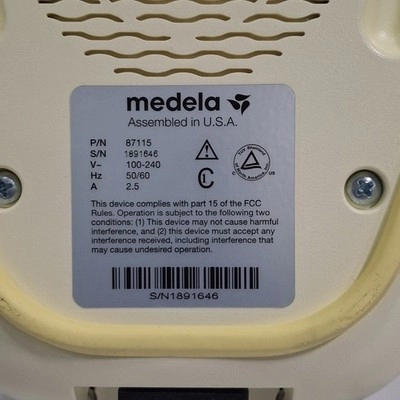 medela
Assembled in U.S.A.
P/N 87115
S/N 1891646
V~ 100-240
Hz 50/60
A 2.5
C US
This device complies with part 15 of the FCC
Rules. Operation is subject to the following two
conditions: (1) This device may not cause harmful
interference, and (2) this device must accept any
interference received, including interference that
may cause undesired operation.
S/N1891646